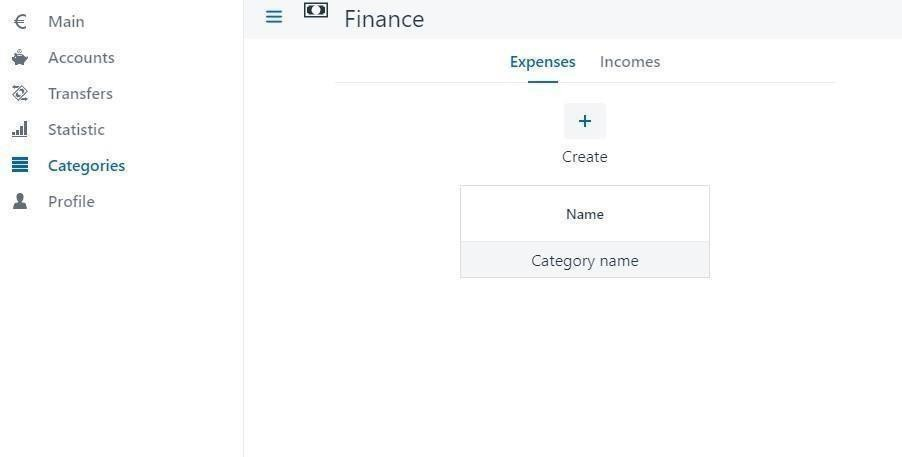 Main
Accounts
Transfers
Statistic
Categories
Profile
Finance
Expenses Incomes
Create
Name
Category name